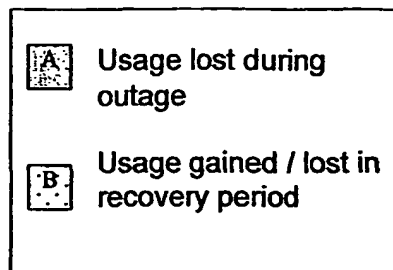 A
Usage lost during
outage
B
Usage gained / lost in
recovery period